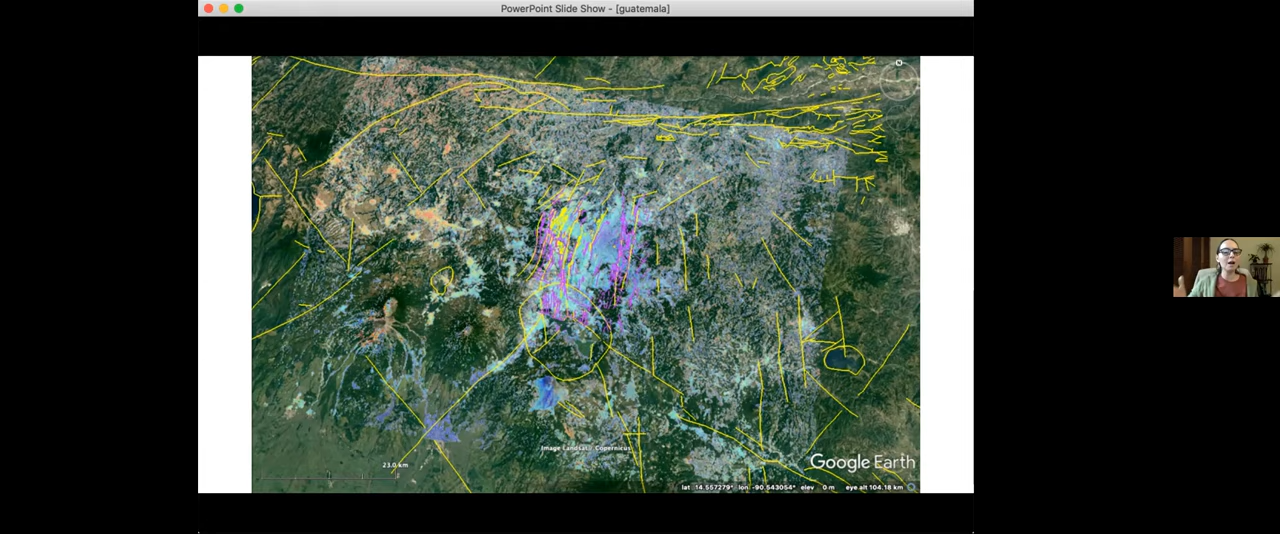 PowerPoint Slide Show - [guatemala]
23.0 km
Image Landsat / Copernicus
Google Earth
lat 14.557279° lon -90.543054° elev 0 m eye alt 104.18 km